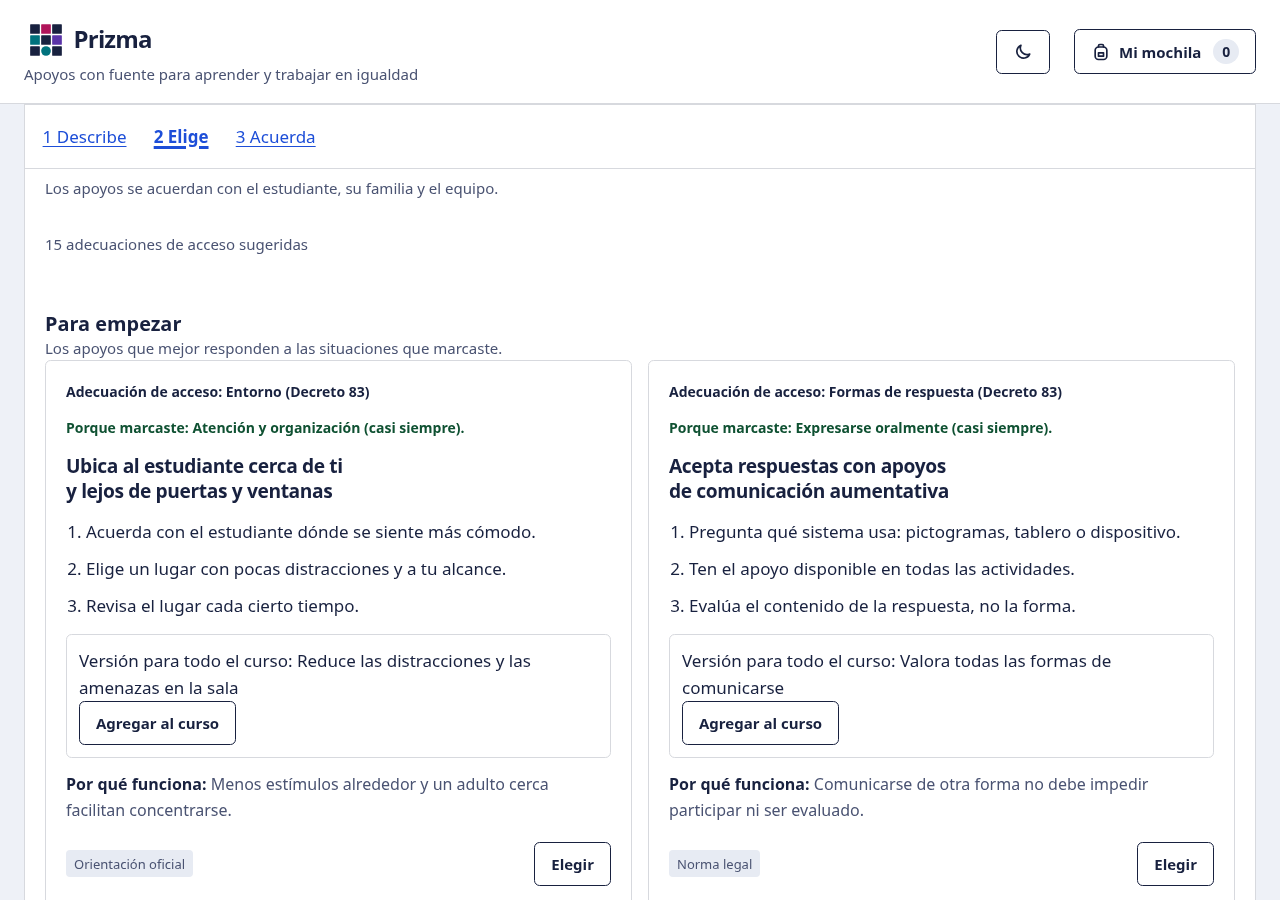 Prizma
Apoyos con fuente para aprender y trabajar en igualdad
Mi mochila 0
1 Describe 2 Elige 3 Acuerda
Los apoyos se acuerdan con el estudiante, su familia y el equipo.
15 adecuaciones de acceso sugeridas
Para empezar
Los apoyos que mejor responden a las situaciones que marcaste.
Adecuación de acceso: Entorno (Decreto 83)
Porque marcaste: Atención y organización (casi siempre).
Ubica al estudiante cerca de ti
y lejos de puertas y ventanas
1. Acuerda con el estudiante dónde se siente más cómodo.
2. Elige un lugar con pocas distracciones y a tu alcance.
3. Revisa el lugar cada cierto tiempo.
Versión para todo el curso: Reduce las distracciones y las
amenazas en la sala
Agregar al curso
Por qué funciona: Menos estímulos alrededor y un adulto cerca
facilitan concentrarse.
Orientación oficial
Elegir
Adecuación de acceso: Formas de respuesta (Decreto 83)
Porque marcaste: Expresarse oralmente (casi siempre).
Acepta respuestas con apoyos
de comunicación aumentativa
1. Pregunta qué sistema usa: pictogramas, tablero o dispositivo.
2. Ten el apoyo disponible en todas las actividades.
3. Evalúa el contenido de la respuesta, no la forma.
Versión para todo el curso: Valora todas las formas de
comunicarse
Agregar al curso
Por qué funciona: Comunicarse de otra forma no debe impedir
participar ni ser evaluado.
Norma legal
Elegir